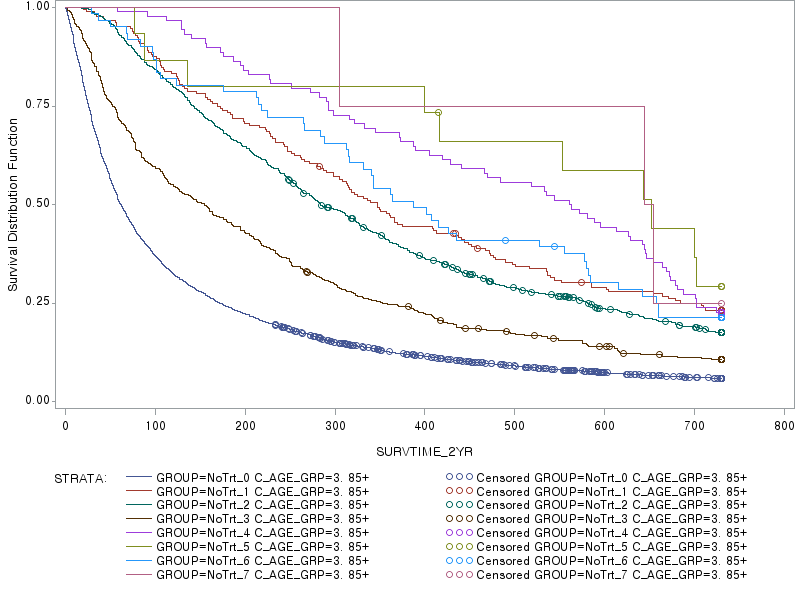 1.00
0.75
0.50
0.25
0.00
Survival Distribution Function
0 100 200 300 400 500 600 700 800
SURVTIME_2YR
STRATA:
GROUP=NoTrt_0 C_AGE_GRP=3. 85+ Censored GROUP=NoTrt_0 C_AGE_GRP=3. 85+
GROUP=NoTrt_1 C_AGE_GRP=3. 85+ Censored GROUP=NoTrt_1 C_AGE_GRP=3. 85+
GROUP=NoTrt_2 C_AGE_GRP=3. 85+ Censored GROUP=NoTrt_2 C_AGE_GRP=3. 85+
GROUP=NoTrt_3 C_AGE_GRP=3. 85+ Censored GROUP=NoTrt_3 C_AGE_GRP=3. 85+
GROUP=NoTrt_4 C_AGE_GRP=3. 85+ Censored GROUP=NoTrt_4 C_AGE_GRP=3. 85+
GROUP=NoTrt_5 C_AGE_GRP=3. 85+ Censored GROUP=NoTrt_5 C_AGE_GRP=3. 85+
GROUP=NoTrt_6 C_AGE_GRP=3. 85+ Censored GROUP=NoTrt_6 C_AGE_GRP=3. 85+
GROUP=NoTrt_7 C_AGE_GRP=3. 85+ Censored GROUP=NoTrt_7 C_AGE_GRP=3. 85+